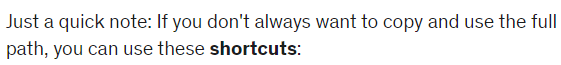 Just a quick note: If you don't always want to copy and use the full
path, you can use these shortcuts: